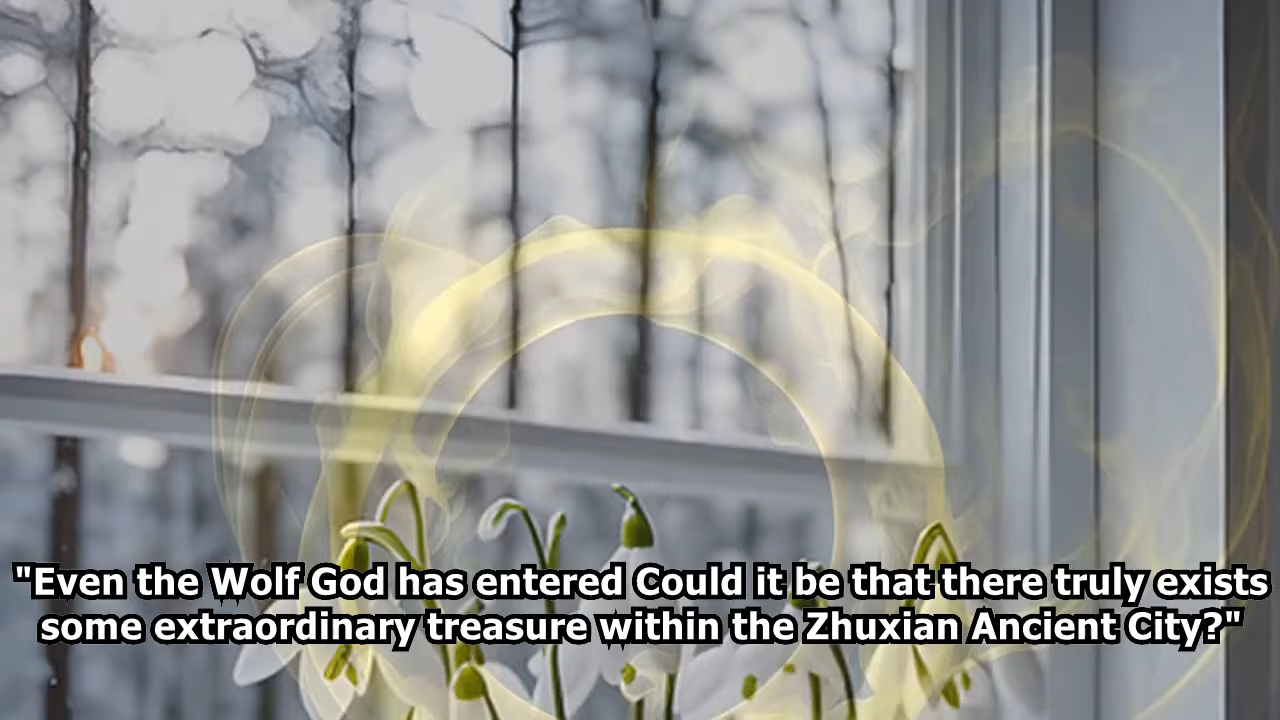 "Even the Wolf God has entered Could it be that there truly exists
some extraordinary treasure within the Zhuxian Ancient City?"